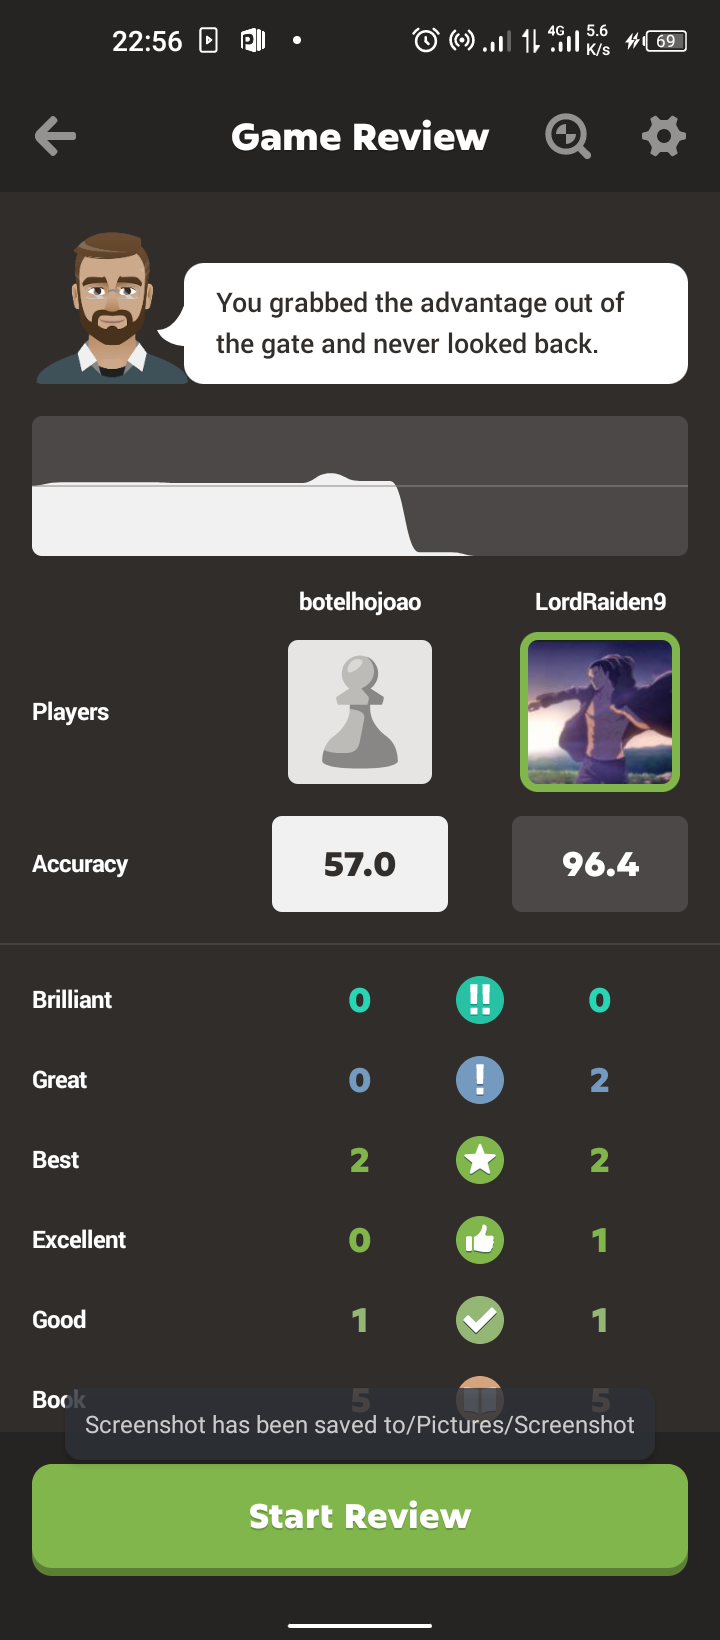 22:56
4G 5.6 K/s 69
Game Review
You grabbed the advantage out of
the gate and never looked back.
botelhojoao LordRaiden9
Players
Accuracy 57.0 96.4
Brilliant 0 !! 0
Great 0 ! 2
Best 2 2
Excellent 0 1
Good 1 1
Book 5 5
Screenshot has been saved to/Pictures/Screenshot
Start Review